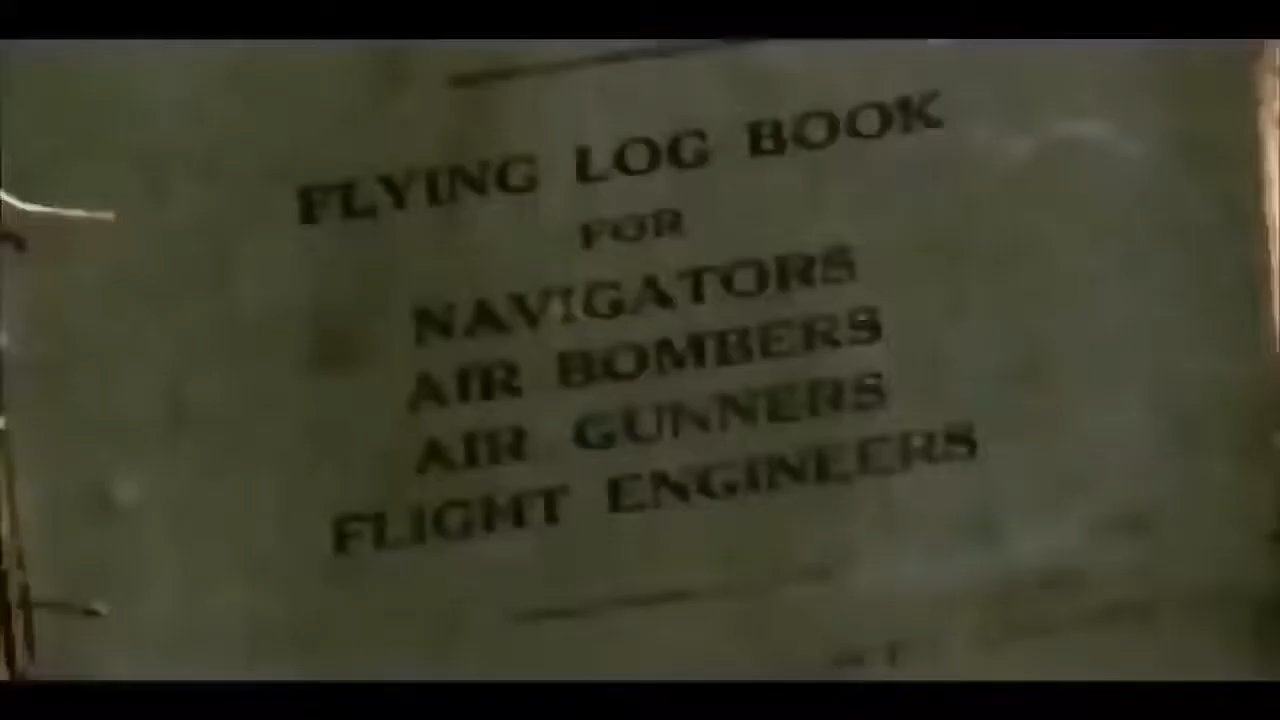 FLYING LOG BOOK
FOR
NAVIGATORS
AIR BOMBERS
AIR GUNNERS
FLIGHT ENGINEERS